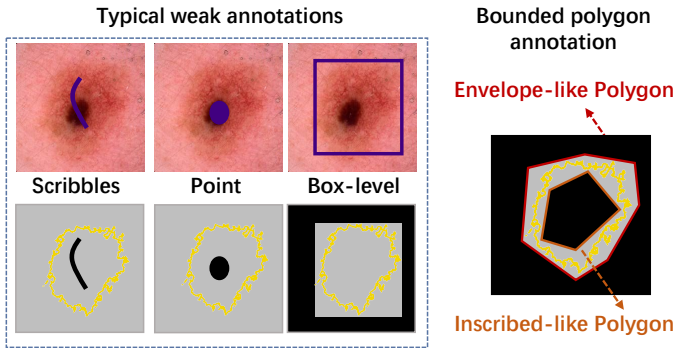 Typical weak annotations
Scribbles
Point
Box-level
Bounded polygon
annotation
Envelope-like Polygon
Inscribed-like Polygon